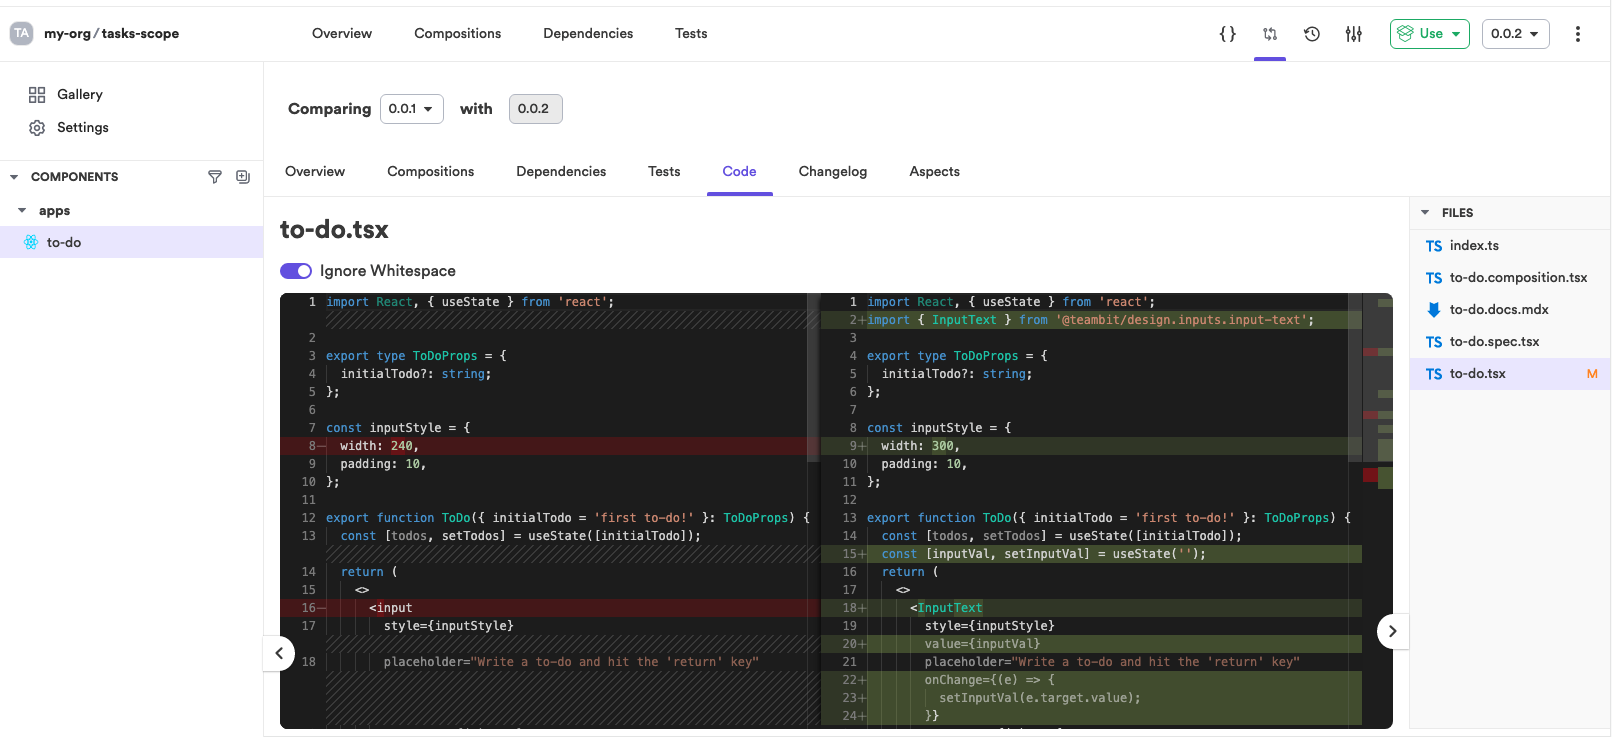 TA my-org/tasks-scope Overview Compositions Dependencies Tests {} Use 0.0.2
Gallery
Settings
COMPONENTS
apps
to-do
Comparing 0.0.1 with 0.0.2
Overview Compositions Dependencies Tests Code Changelog Aspects
to-do.tsx
Ignore Whitespace
1 import React, { useState } from 'react';
2
3 export type ToDoProps = {
4 initialTodo?: string;
5 };
6
7 const inputStyle = {
8- width: 240,
9 padding: 10,
10 };
11
12 export function ToDo({ initialTodo = 'first to-do!' }: ToDoProps) {
13 const [todos, setTodos] = useState([initialTodo]);
14 return (
15 <>
16- <input
17 style={inputStyle}
18 placeholder="Write a to-do and hit the 'return' key"
1 import React, { useState } from 'react';
2+ import { InputText } from '@teambit/design.inputs.input-text';
3
4 export type ToDoProps = {
5 initialTodo?: string;
6 };
7
8 const inputStyle = {
9+ width: 300,
10 padding: 10,
11 };
12
13 export function ToDo({ initialTodo = 'first to-do!' }: ToDoProps) {
14 const [todos, setTodos] = useState([initialTodo]);
15+ const [inputVal, setInputVal] = useState('');
16 return (
17 <>
18+ <InputText
19 style={inputStyle}
20+ value={inputVal}
21 placeholder="Write a to-do and hit the 'return' key"
22+ onChange={(e) => {
23+ setInputVal(e.target.value);
24+ }}
FILES
TS index.ts
TS to-do.composition.tsx
to-do.docs.mdx
TS to-do.spec.tsx
TS to-do.tsx M